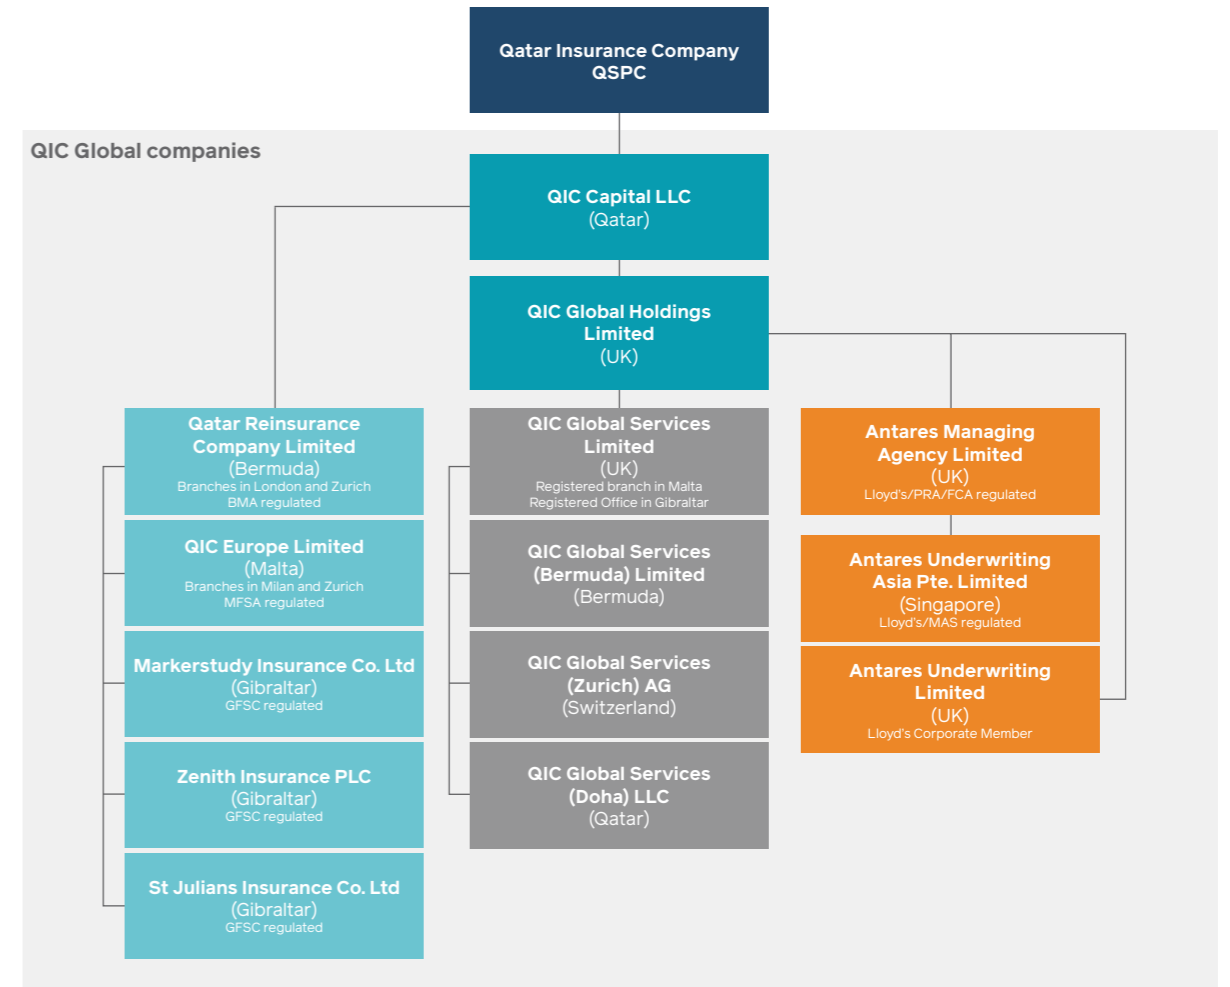 Qatar Insurance Company
QSPC
QIC Global companies
QIC Capital LLC
(Qatar)
QIC Global Holdings
Limited
(UK)
Qatar Reinsurance
Company Limited
(Bermuda)
Branches in London and Zurich
BMA regulated
QIC Europe Limited
(Malta)
Branches in Milan and Zurich
MFSA regulated
Markerstudy Insurance Co. Ltd
(Gibraltar)
GFSC regulated
Zenith Insurance PLC
(Gibraltar)
GFSC regulated
St Julians Insurance Co. Ltd
(Gibraltar)
GFSC regulated
QIC Global Services
Limited
(UK)
Registered branch in Malta
Registered Office in Gibraltar
QIC Global Services
(Bermuda) Limited
(Bermuda)
QIC Global Services
(Zurich) AG
(Switzerland)
QIC Global Services
(Doha) LLC
(Qatar)
Antares Managing
Agency Limited
(UK)
Lloyd's/PRA/FCA regulated
Antares Underwriting
Asia Pte. Limited
(Singapore)
Lloyd's/MAS regulated
Antares Underwriting
Limited
(UK)
Lloyd's Corporate Member